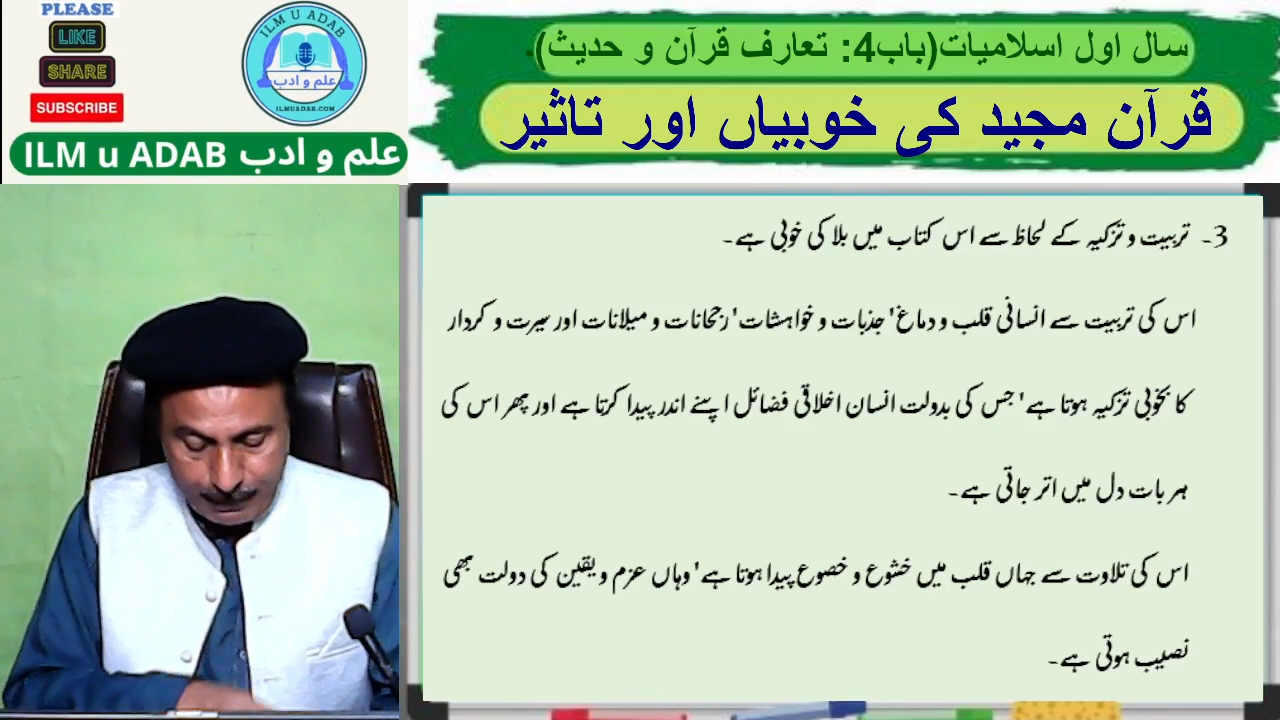 PLEASE
LIKE
SHARE
SUBSCRIBE
ILM U ADAB
علم و ادب
ILMUADAB.COM
ILM u ADAB علم و ادب
سال اول اسلامیات(باب4: تعارف قرآن و حدیث)۔
قرآن مجید کی خوبیاں اور تاثیر
3۔ تربیت و تزکیہ کے لحاظ سے اس کتاب میں بلا کی خوبی ہے۔
اس کی تربیت سے انسانی قلب و دماغ' جذبات و خواہشات' رجحانات و میلانات اور سیرت و کردار
کا بخوبی تزکیہ ہوتا ہے' جس کی بدولت انسان اخلاقی فضائل اپنے اندر پیدا کرتا ہے اور پھر اس کی
ہر بات دل میں اتر جاتی ہے۔
اس کی تلاوت سے جہاں قلب میں خشوع و خصوع پیدا ہوتا ہے' وہاں عزم و یقین کی دولت بھی
نصیب ہوتی ہے۔